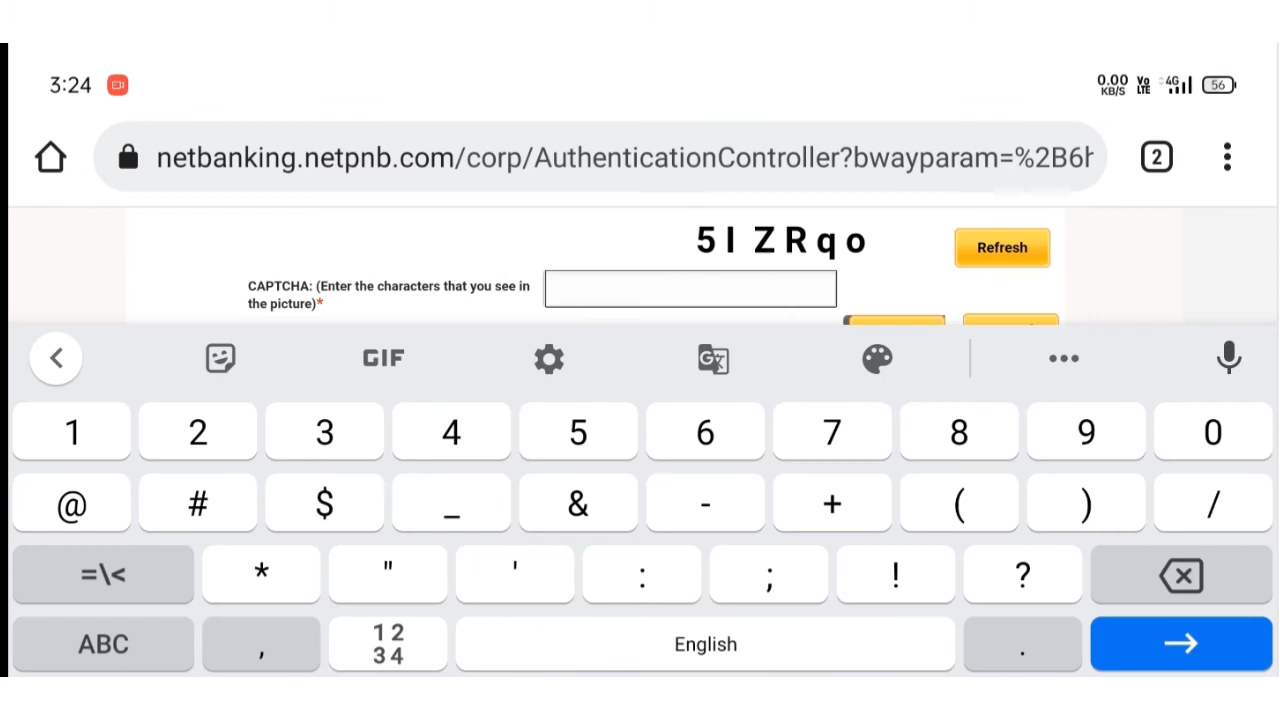 3:24
0.00 KB/S Vo LTE 4G 56
netbanking.netpnb.com/corp/AuthenticationController?bwayparam=%2B6h
2
5I ZRqo
Refresh
CAPTCHA: (Enter the characters that you see in
the picture)*
GIF
1 2 3 4 5 6 7 8 9 0
@ # $ _ & - + ( ) /
=\< * " ' : ; ! ?
ABC , 12 34 English .